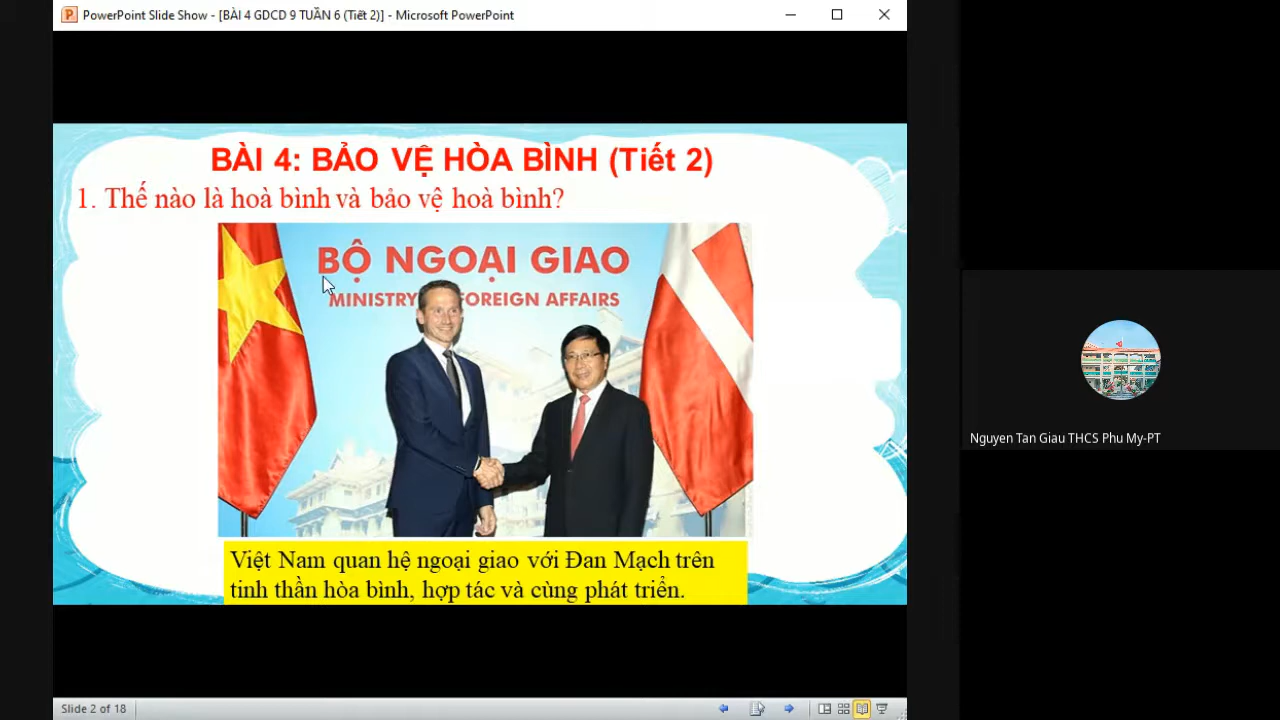 PowerPoint Slide Show - [BÀI 4 GDCD 9 TUẦN 6 (Tiết 2)] - Microsoft PowerPoint
BÀI 4: BẢO VỆ HÒA BÌNH (Tiết 2)
1. Thế nào là hoà bình và bảo vệ hoà bình?
BỘ NGOẠI GIAO
MINISTRY FOREIGN AFFAIRS
Việt Nam quan hệ ngoại giao với Đan Mạch trên
tinh thần hòa bình, hợp tác và cùng phát triển.
Nguyen Tan Giau THCS Phu My-PT
Slide 2 of 18